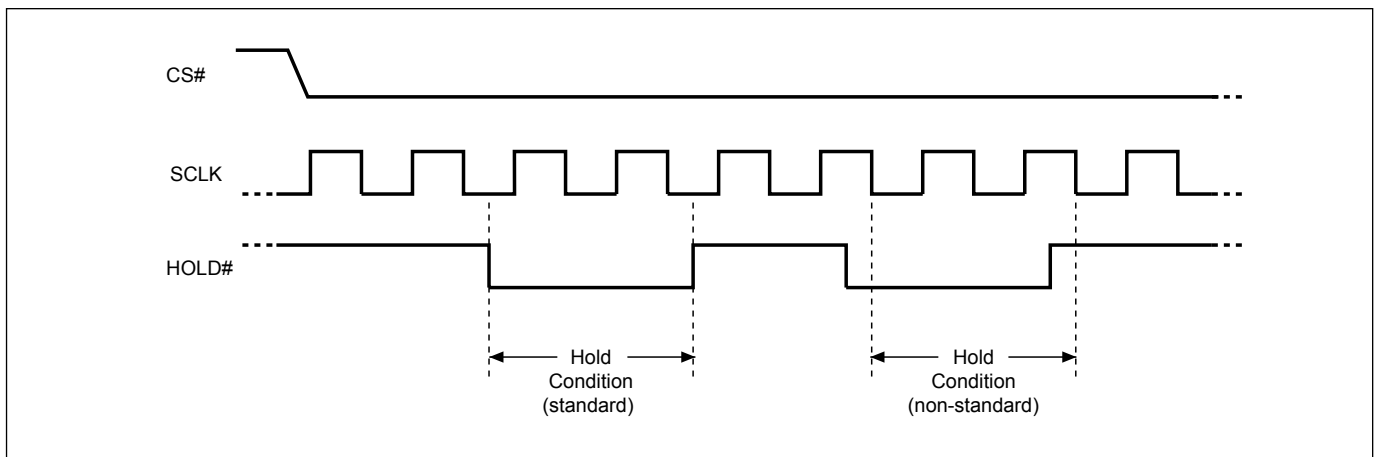 CS#
SCLK
HOLD#
Hold
Condition
(standard)
Hold
Condition
(non-standard)